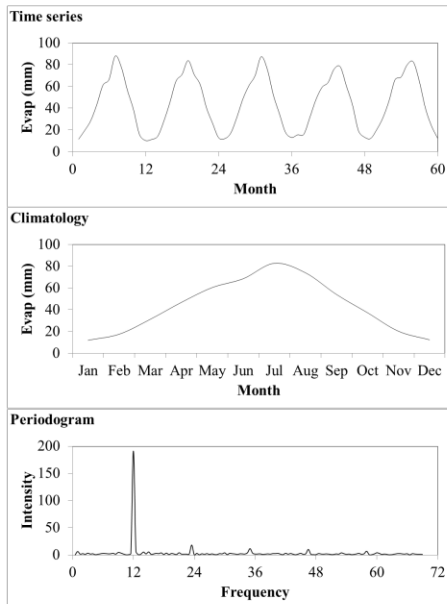 Time series
100
80
60
40
20
0
Evap (mm)
0 12 24 36 48 60
Month
Climatology
100
80
60
40
20
0
Evap (mm)
Jan Feb Mar Apr May Jun Jul Aug Sep Oct Nov Dec
Month
Periodogram
200
150
100
50
0
Intensity
0 12 24 36 48 58 72
Frequency